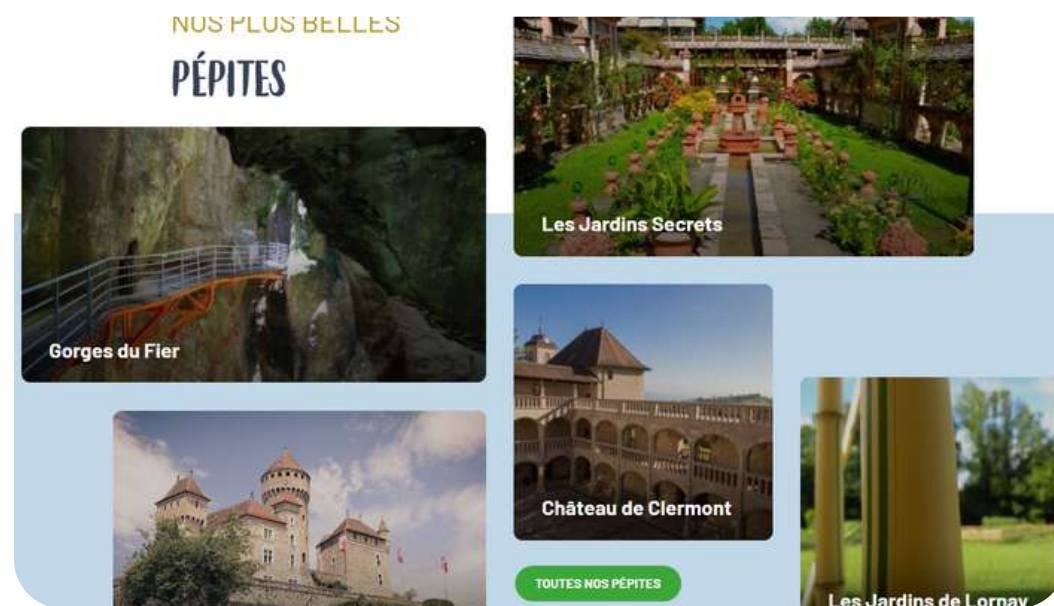 NOS PLUS BELLES
PÉPITES
Les Jardins Secrets
Gorges du Fier
Château de Clermont
TOUTES NOS PÉPITES
Les Jardins de Lornay